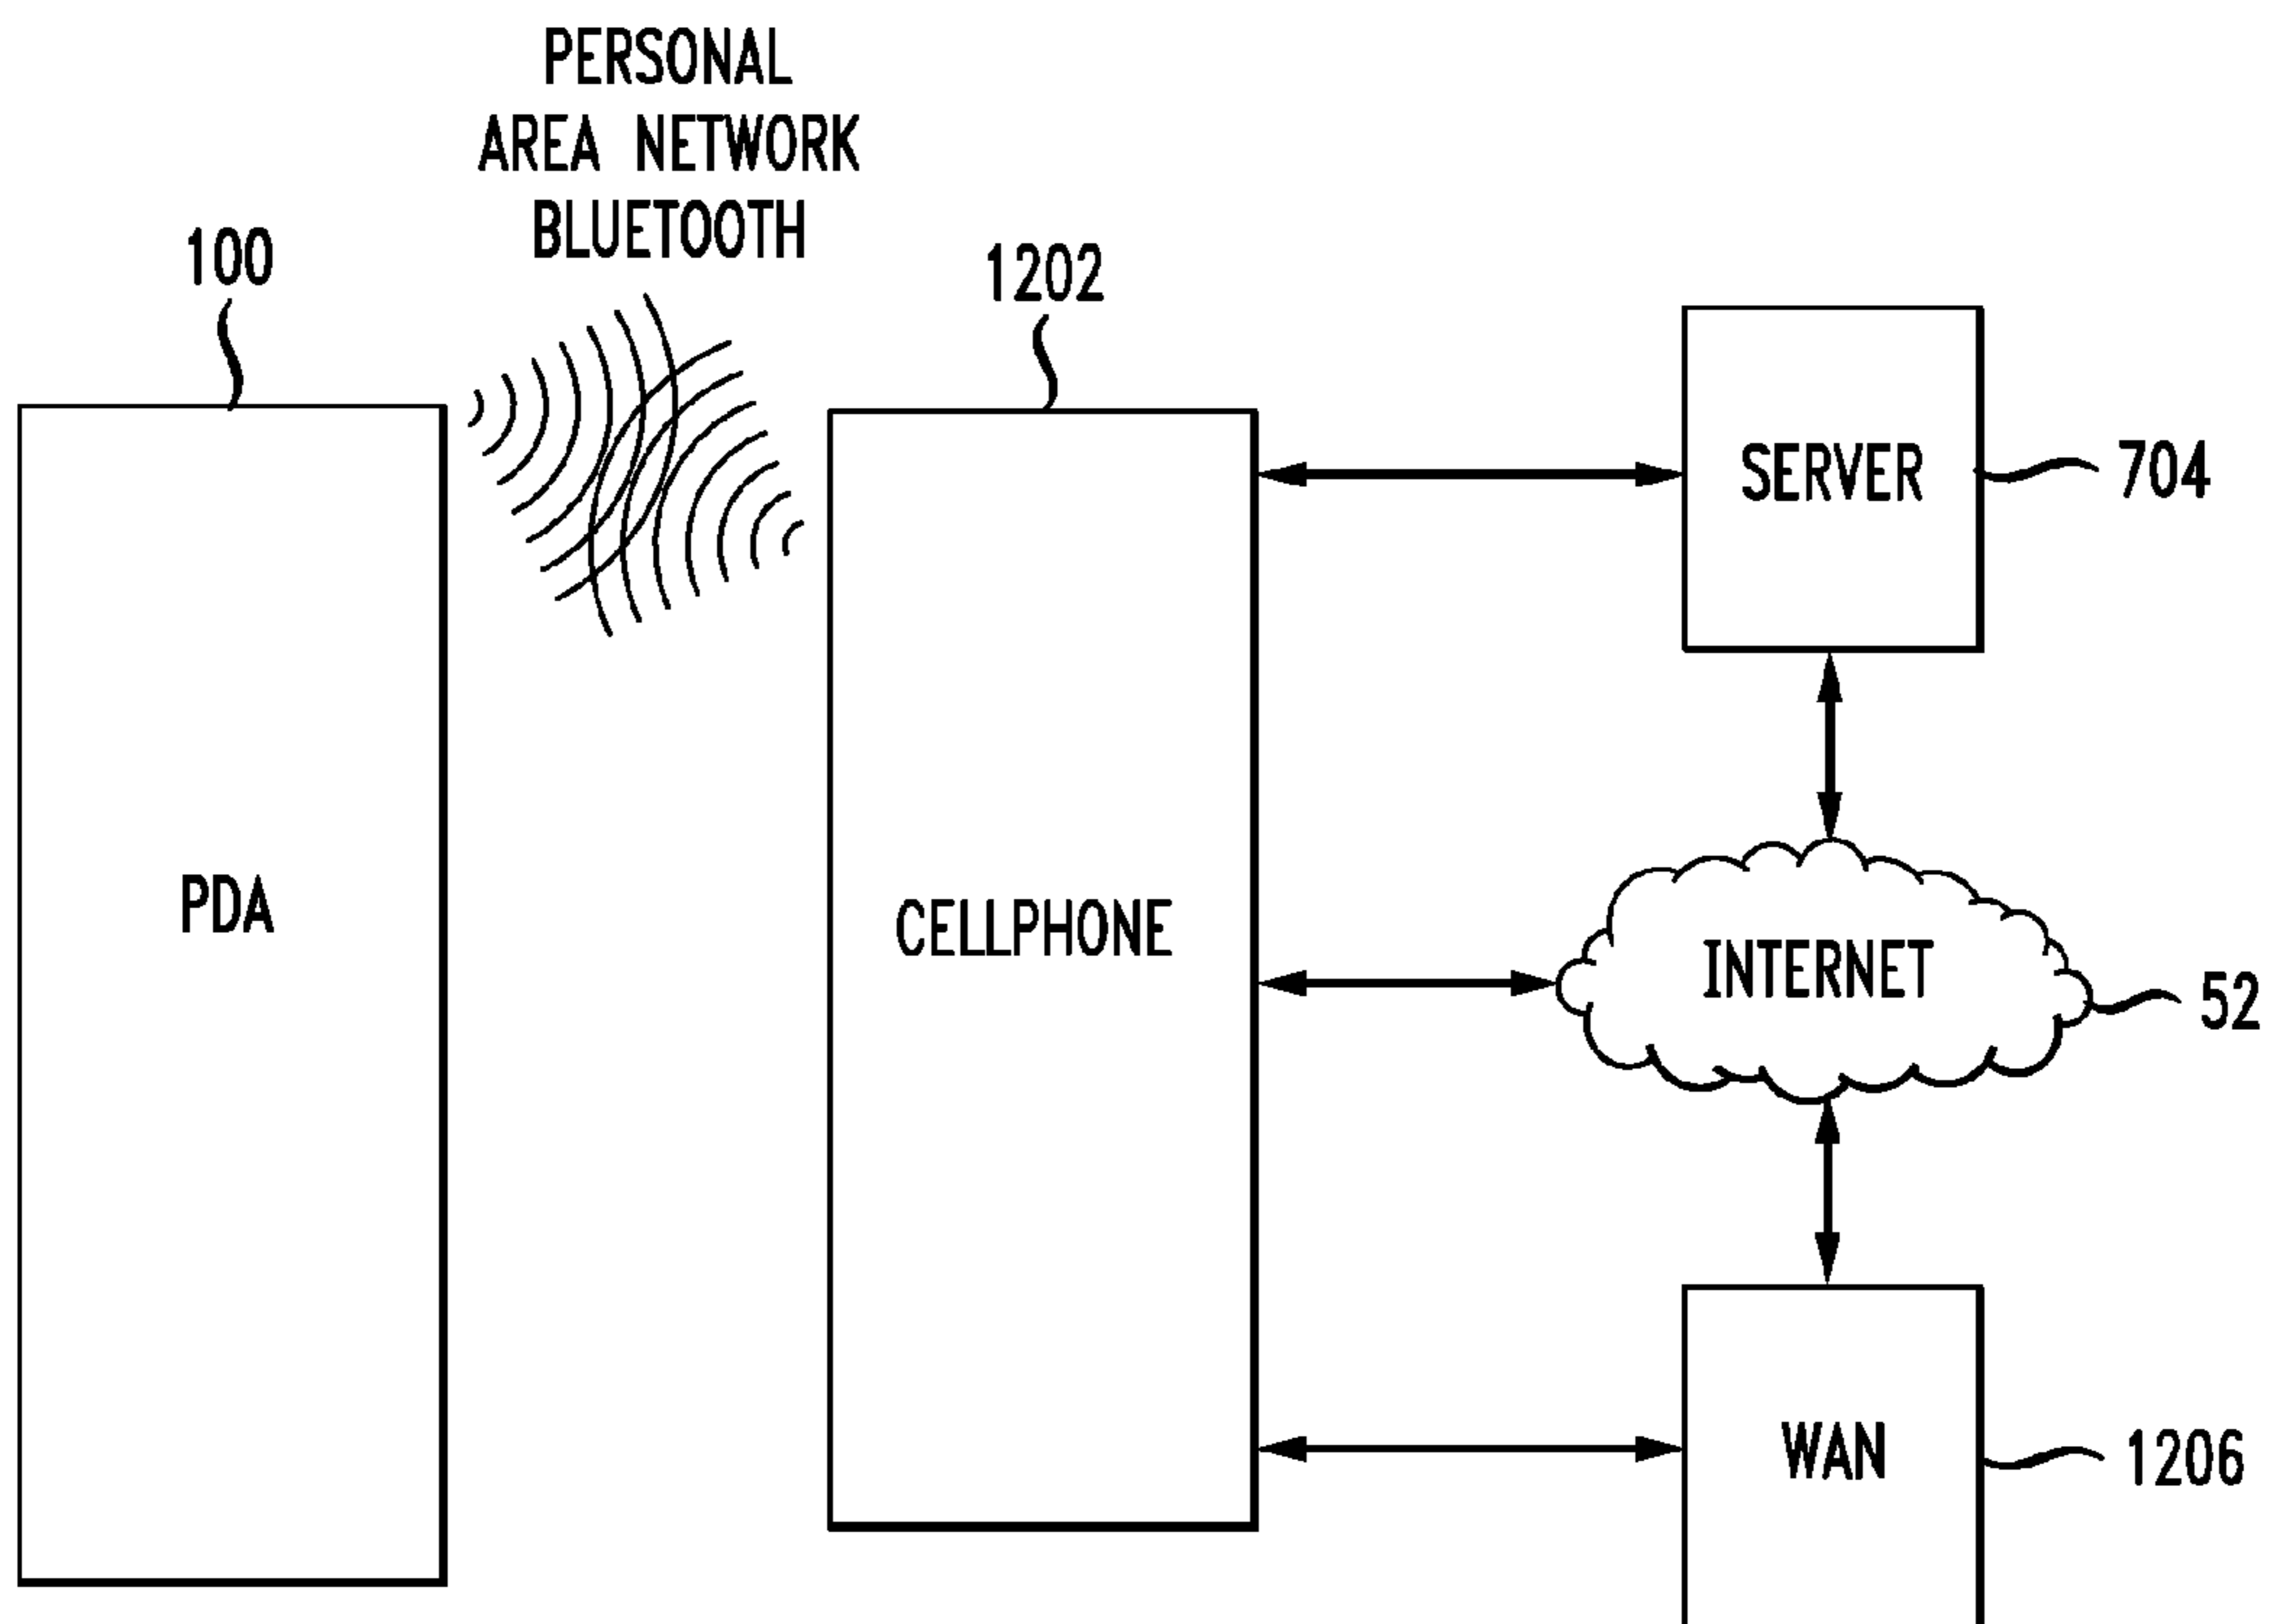 PERSONAL
AREA NETWORK
BLUETOOTH
100
1202
SERVER
704
PDA
CELLPHONE
INTERNET
52
WAN
1206